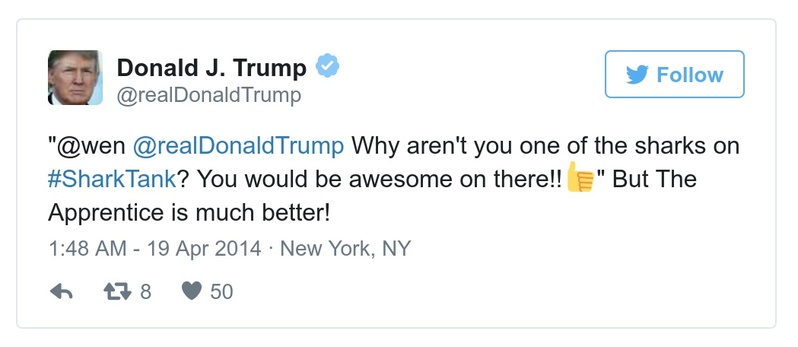 Donald J. Trump
@realDonaldTrump
Follow
"@wen @realDonaldTrump Why aren't you one of the sharks on
#SharkTank? You would be awesome on there!!👍" But The
Apprentice is much better!
1:48 AM - 19 Apr 2014 · New York, NY
8
50